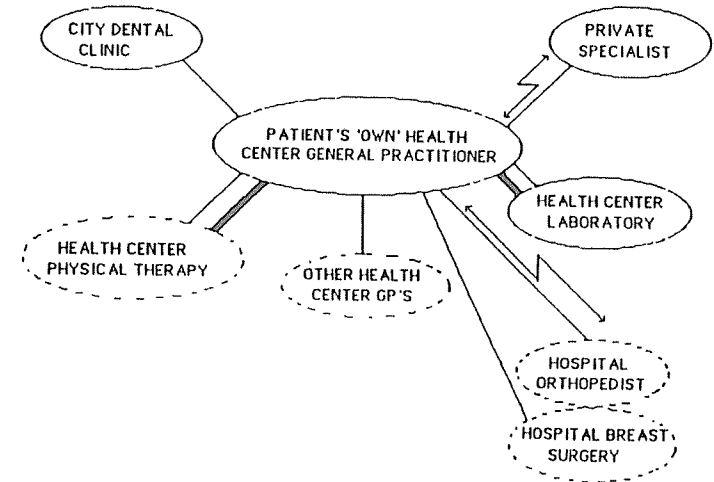 CITY DENTAL
CLINIC
PRIVATE
SPECIALIST
PATIENT'S 'OWN' HEALTH
CENTER GENERAL PRACTITIONER
HEALTH CENTER
LABORATORY
HEALTH CENTER
PHYSICAL THERAPY
OTHER HEALTH
CENTER GP'S
HOSPITAL
ORTHOPEDIST
HOSPITAL BREAST
SURGERY